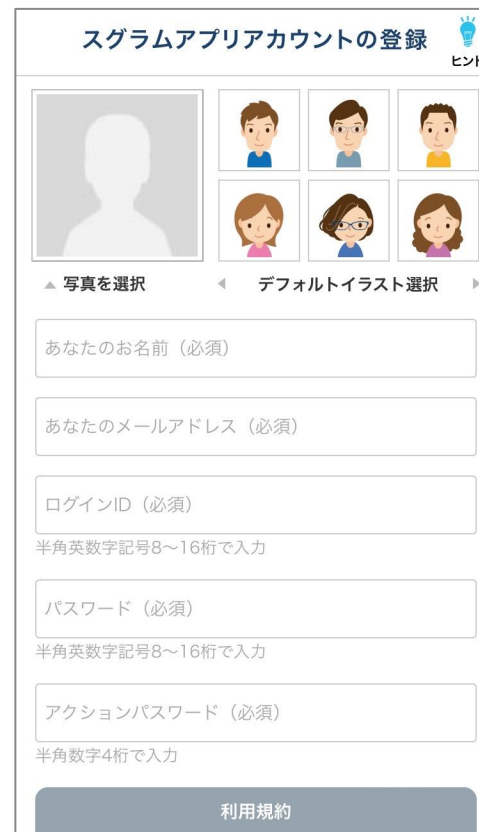 スグラムアプリアカウントの登録
ヒント
写真を選択
デフォルトイラスト選択
あなたのお名前（必須）
あなたのメールアドレス（必須）
ログインID（必須）
半角英数字記号8〜16桁で入力
パスワード（必須）
半角英数字記号8〜16桁で入力
アクションパスワード（必須）
半角数字4桁で入力
利用規約